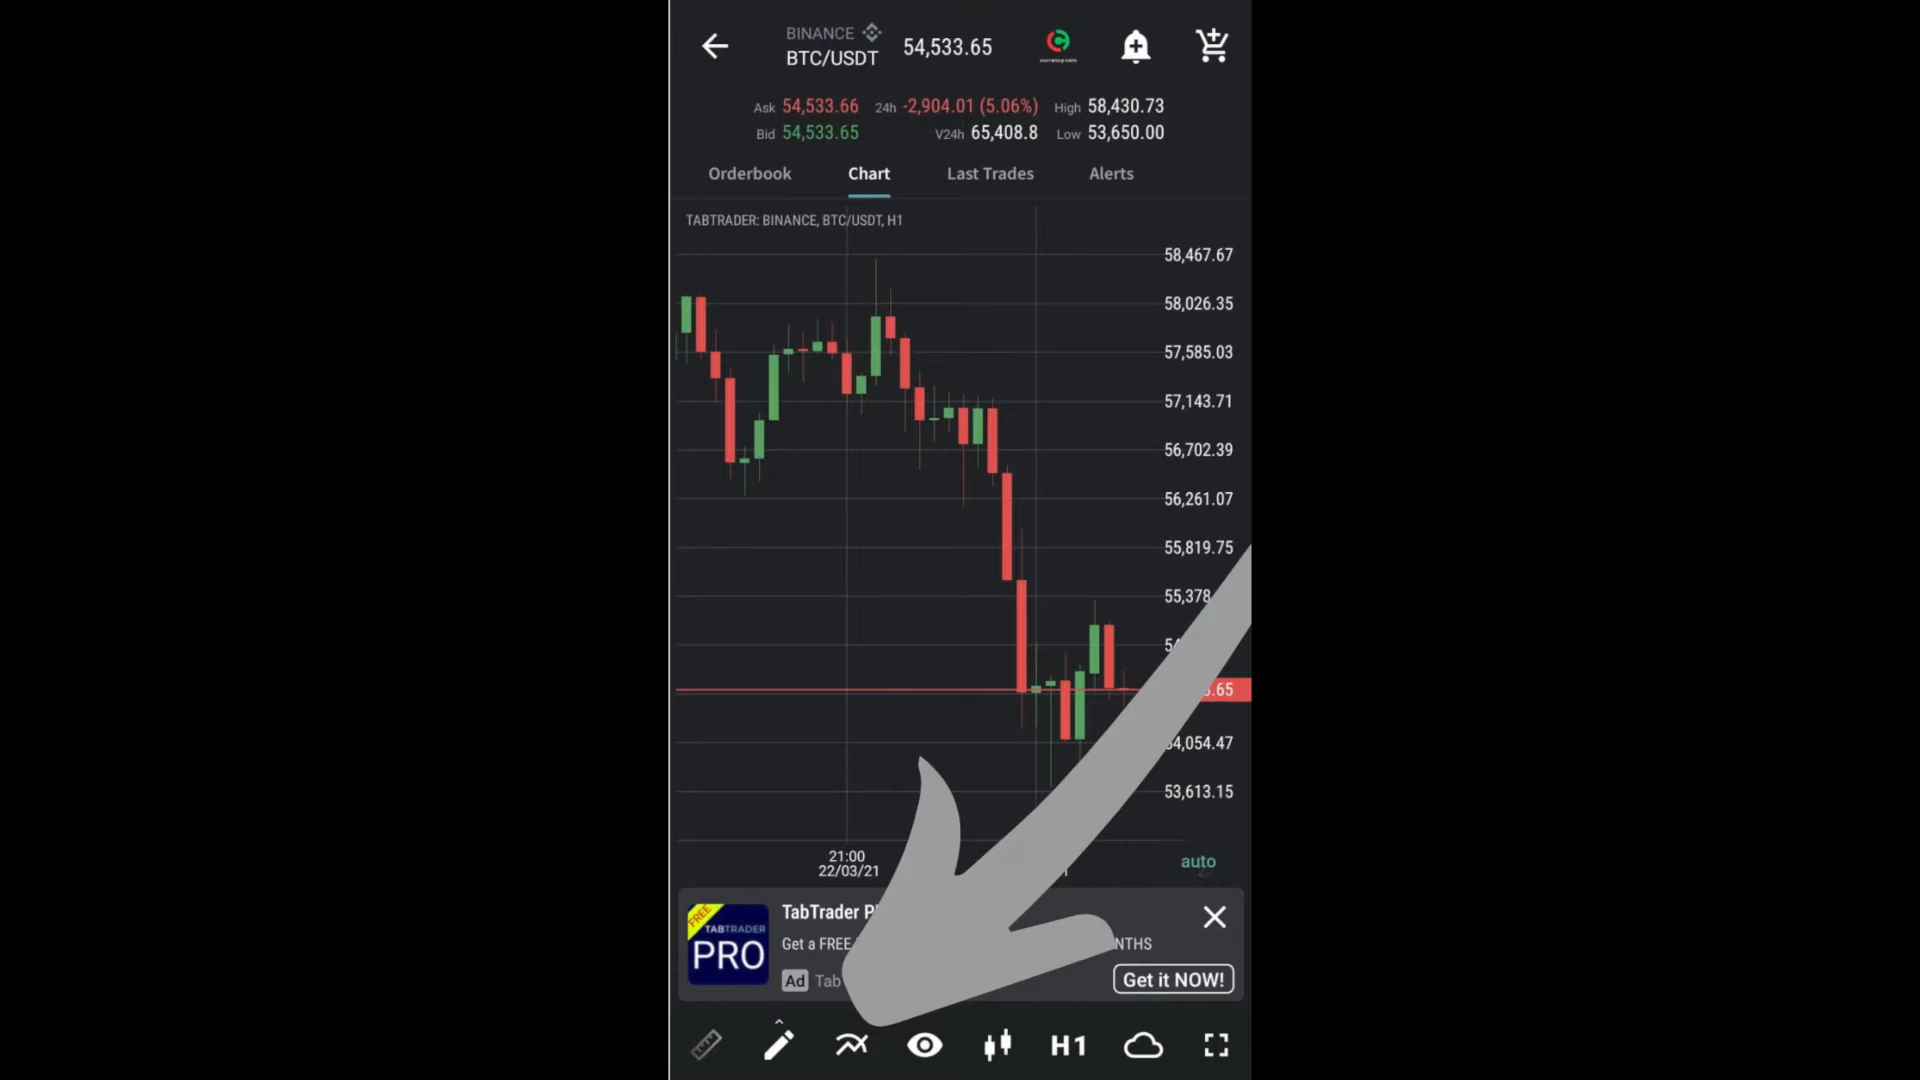 BINANCE
BTC/USDT
54,533.65
currency.com
Ask 54,533.66 24h -2,904.01 (5.06%) High 58,430.73
Bid 54,533.65 V24h 65,408.8 Low 53,650.00
Orderbook Chart Last Trades Alerts
TABTRADER: BINANCE, BTC/USDT, H1
58,467.67
58,026.35
57,585.03
57,143.71
56,702.39
56,261.07
55,819.75
55,378
.65
4,054.47
53,613.15
21:00
22/03/21
auto
FREE
TABTRADER
PRO
TabTrader
Get a FREE
NTHS
Ad Tab
Get it NOW!
H1